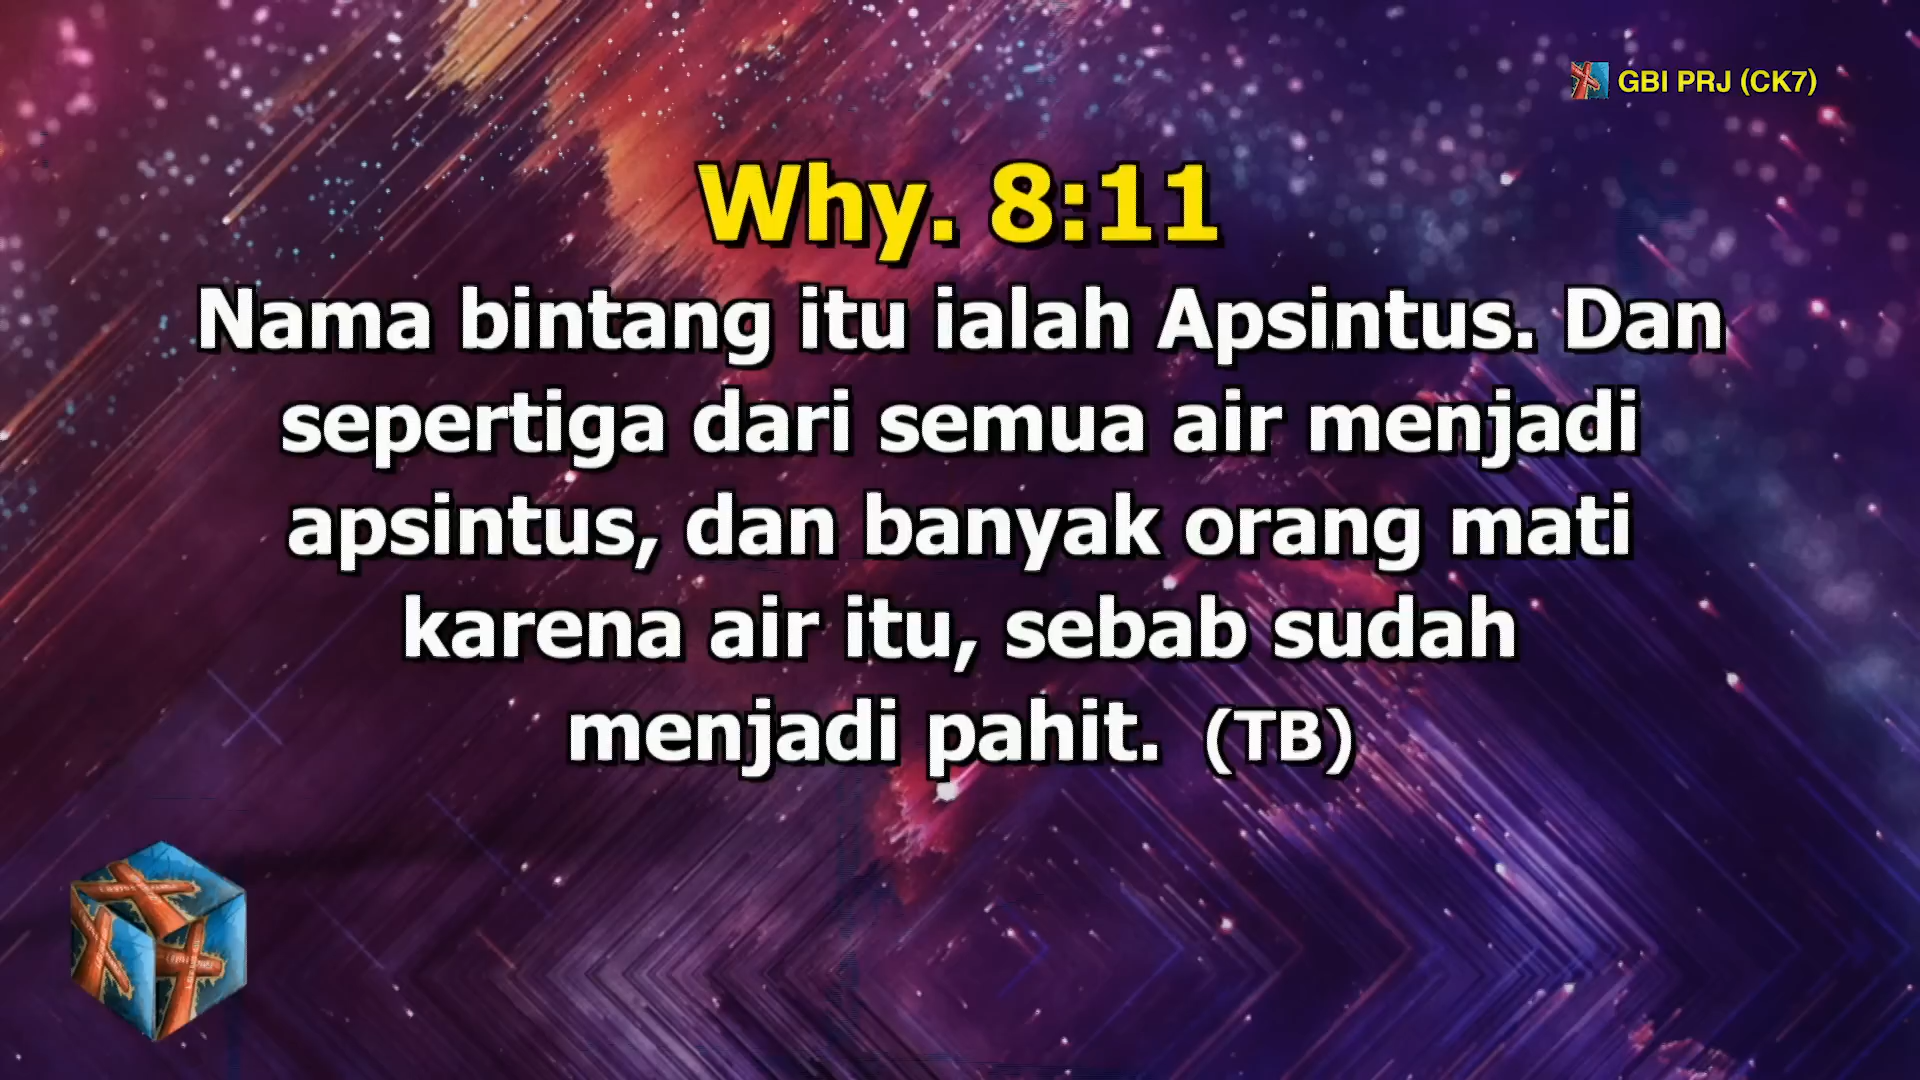 GBI PRJ (CK7)
Why. 8:11
Nama bintang itu ialah Apsintus. Dan
sepertiga dari semua air menjadi
apsintus, dan banyak orang mati
karena air itu, sebab sudah
menjadi pahit. (TB)